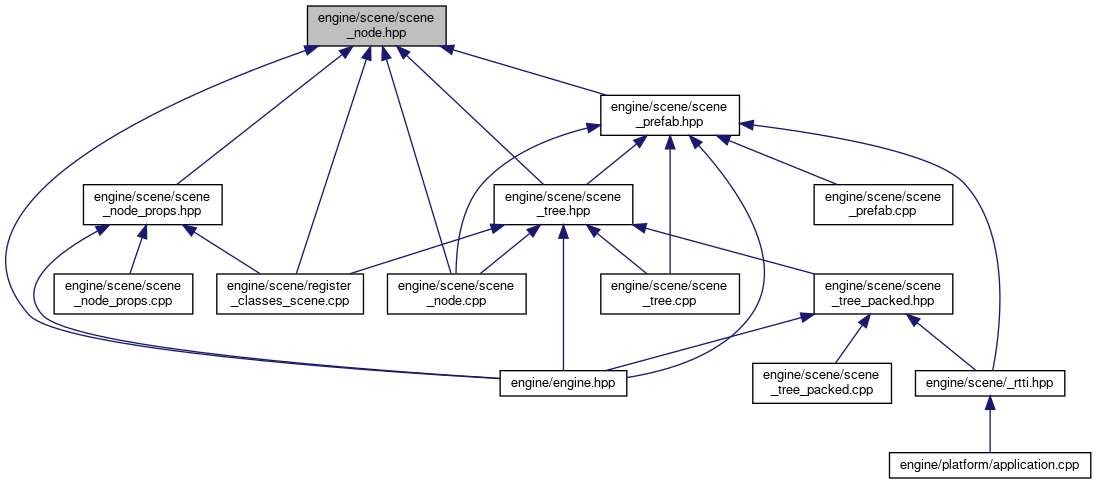 engine/scene/scene
_node.hpp
engine/scene/scene
_prefab.hpp
engine/scene/scene
_node_props.hpp
engine/scene/scene
_tree.hpp
engine/scene/scene
_prefab.cpp
engine/scene/scene
_node_props.cpp
engine/scene/register
_classes_scene.cpp
engine/scene/scene
_node.cpp
engine/scene/scene
_tree.cpp
engine/scene/scene
_tree_packed.hpp
engine/engine.hpp
engine/scene/scene
_tree_packed.cpp
engine/scene/_rtti.hpp
engine/platform/application.cpp